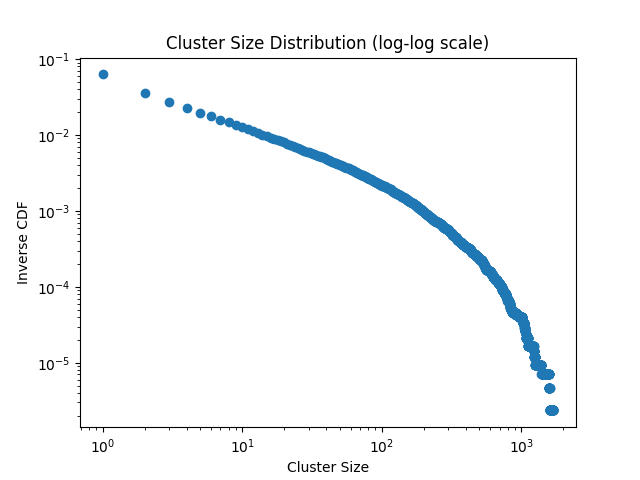 Cluster Size Distribution (log-log scale)
Inverse CDF
10⁻¹
10⁻²
10⁻³
10⁻⁴
10⁻⁵
10⁰ 10¹ 10² 10³
Cluster Size